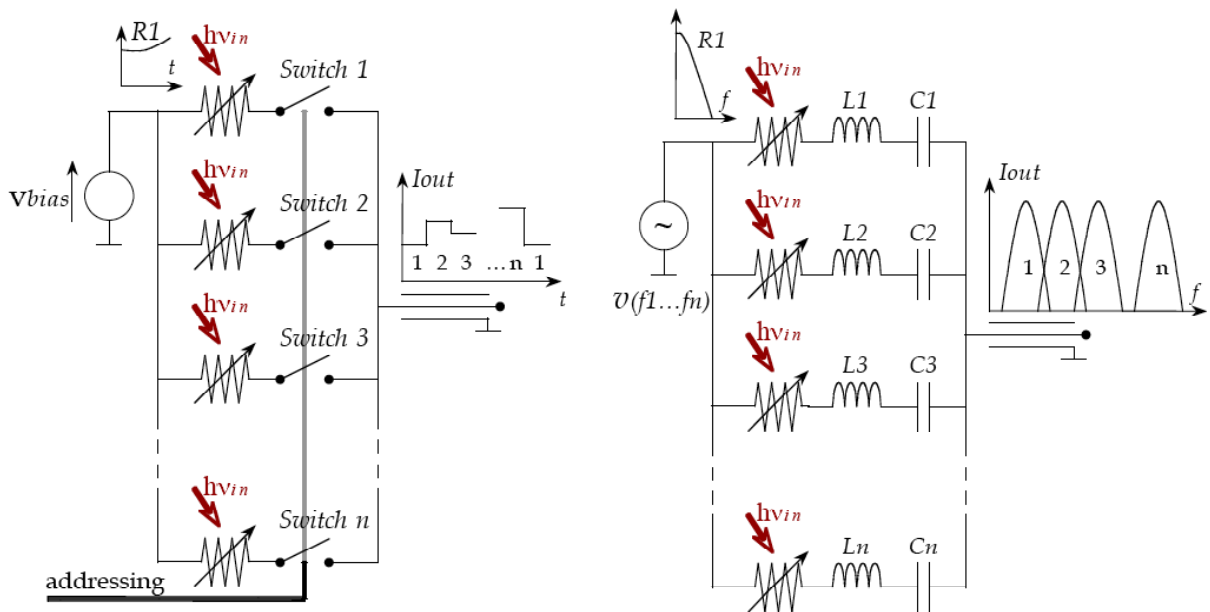 R1
t
hνin
Switch 1
Vbias
hνin
Switch 2
Iout
1 2 3 ...n 1
t
hνin
Switch 3
hνin
Switch n
addressing
R1
f
hνin
L1
C1
~
v(f1...fn)
hνin
L2
C2
Iout
1 2 3 n
f
hνin
L3
C3
hνin
Ln
Cn